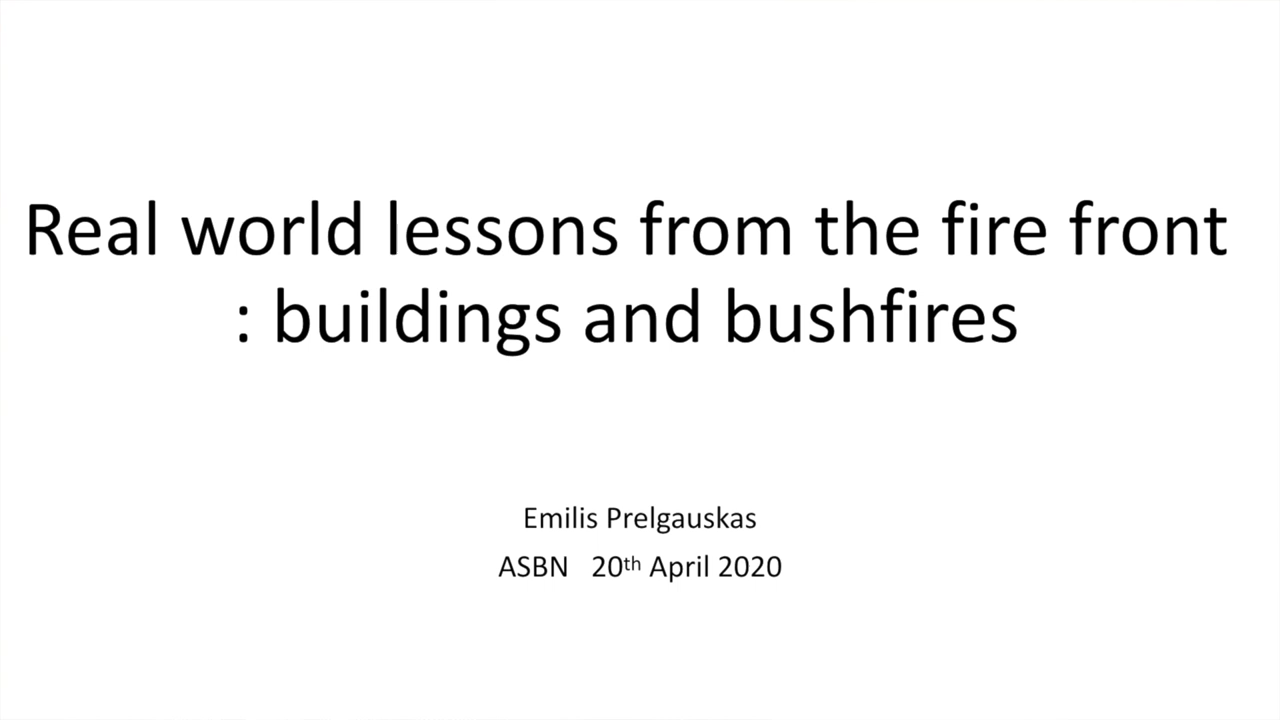 Real world lessons from the fire front
: buildings and bushfires
Emilis Prelgauskas
ASBN 20th April 2020